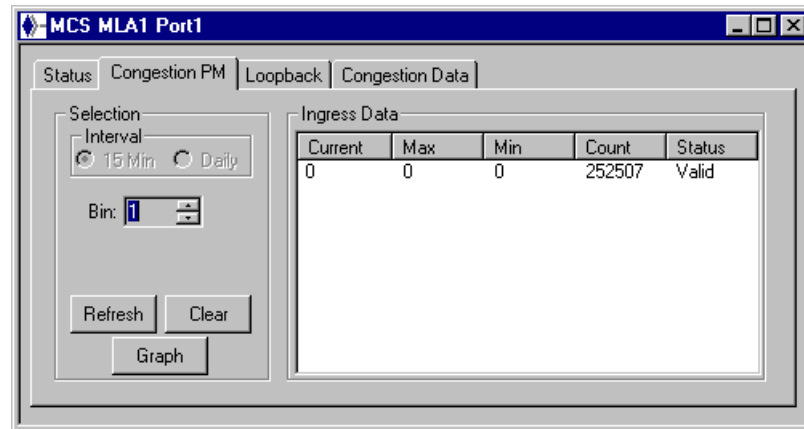 MCS MLA1 Port1
Status Congestion PM Loopback Congestion Data
Selection
Interval
15 Min Daily
Bin: 1
Refresh Clear
Graph
Ingress Data
Current Max Min Count Status
0 0 0 252507 Valid